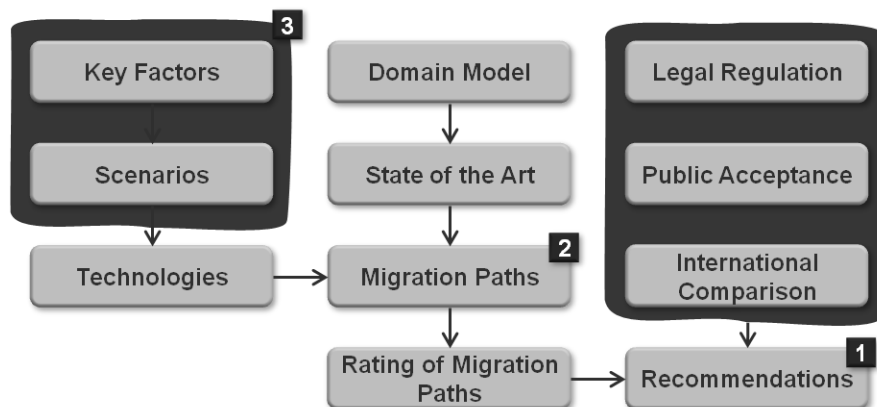 3
Key Factors
Scenarios
Technologies
Domain Model
State of the Art
2
Migration Paths
Rating of Migration
Paths
Legal Regulation
Public Acceptance
International
Comparison
1
Recommendations